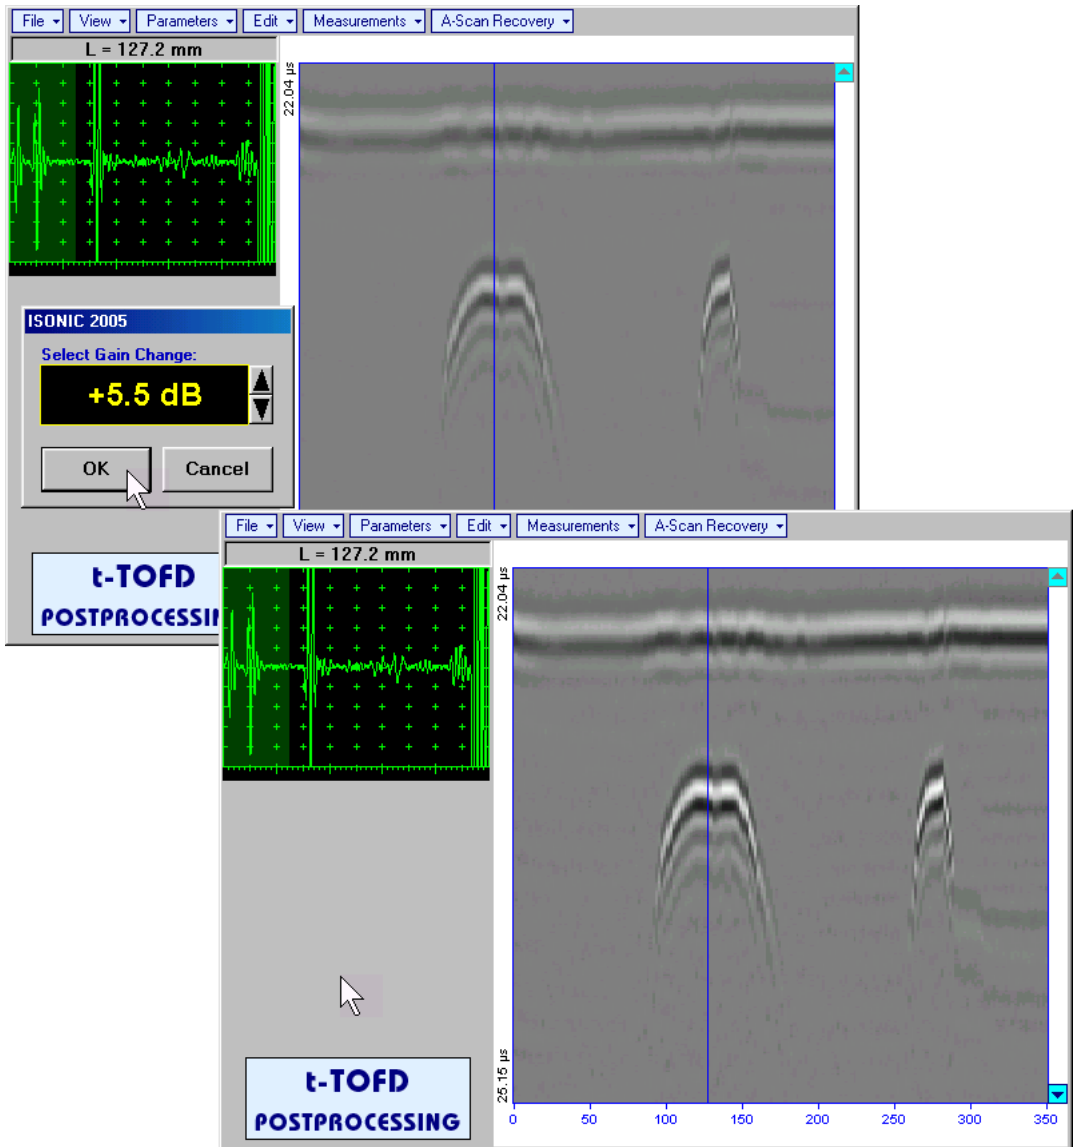 File View Parameters Edit Measurements A-Scan Recovery
L = 127.2 mm
22.04 µs
ISONIC 2005
Select Gain Change:
+5.5 dB
OK Cancel
t-TOFD
POSTPROCESSIN
File View Parameters Edit Measurements A-Scan Recovery
L = 127.2 mm
22.04 µs
25.15 µs
t-TOFD
POSTPROCESSING
0 50 100 150 200 250 300 350